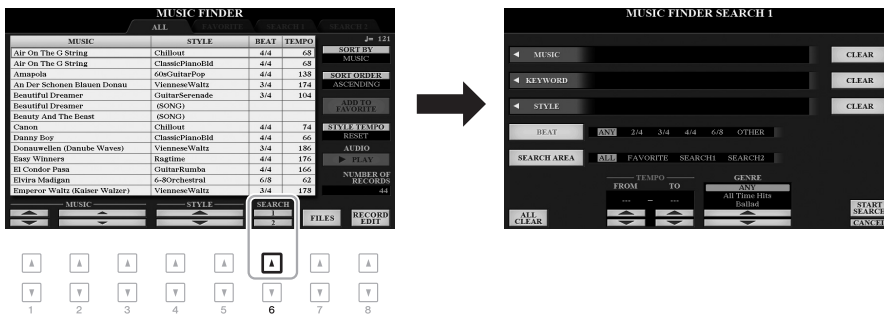 MUSIC FINDER
ALL FAVORITE SEARCH 1 SEARCH 2
MUSIC STYLE BEAT TEMPO
Air On The G String Chillout 4/4 68
Air On The G String ClassicPianoBld 4/4 68
Amapola 60sGuitarPop 4/4 138
An Der Schonen Blauen Donau VienneseWaltz 3/4 174
Beautiful Dreamer GuitarSerenade 3/4 104
Beautiful Dreamer (SONG)
Beauty And The Beast (SONG)
Canon Chillout 4/4 74
Danny Boy ClassicPianoBld 4/4 66
Donauwellen (Danube Waves) VienneseWaltz 3/4 186
Easy Winners Ragtime 4/4 176
El Condor Pasa GuitarRumba 4/4 166
Elvira Madigan 6-8Orchestral 6/8 62
Emperor Waltz (Kaiser Walzer) VienneseWaltz 3/4 178
♩= 121
SORT BY
MUSIC
SORT ORDER
ASCENDING
ADD TO
FAVORITE
STYLE TEMPO
RESET
AUDIO
▶ PLAY
NUMBER OF
RECORDS
44
MUSIC STYLE SEARCH
1
2
FILES
RECORD
EDIT
1 2 3 4 5 6 7 8
MUSIC FINDER SEARCH 1
◀ MUSIC CLEAR
◀ KEYWORD CLEAR
◀ STYLE CLEAR
BEAT ANY 2/4 3/4 4/4 6/8 OTHER
SEARCH AREA ALL FAVORITE SEARCH1 SEARCH2
TEMPO GENRE
FROM TO
--- – ---
ANY
All Time Hits
Ballad
ALL
CLEAR
START
SEARCH
CANCEL